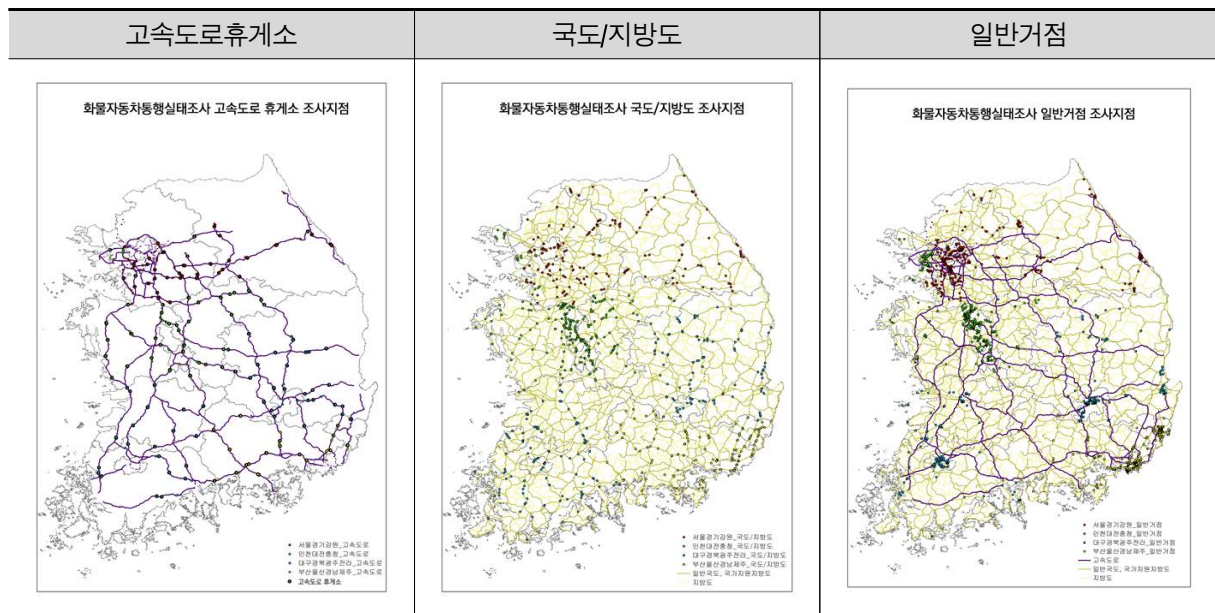 고속도로휴게소
국도/지방도
일반거점
화물자동차통행실태조사 고속도로 휴게소 조사지점
서울경기강원_고속도로
인천대전충청_고속도로
대구경북광주전라_고속도로
부산울산경남제주_고속도로
고속도로 휴게소
화물자동차통행실태조사 국도/지방도 조사지점
서울경기강원_국도/지방도
인천대전충청_국도/지방도
대구경북광주전라_국도/지방도
부산울산경남제주_국도/지방도
일반국도, 국가지원지방도
지방도
화물자동차통행실태조사 일반거점 조사지점
서울경기강원_일반거점
인천대전충청_일반거점
대구경북광주전라_일반거점
부산울산경남제주_일반거점
고속도로
일반국도, 국가지원지방도
지방도